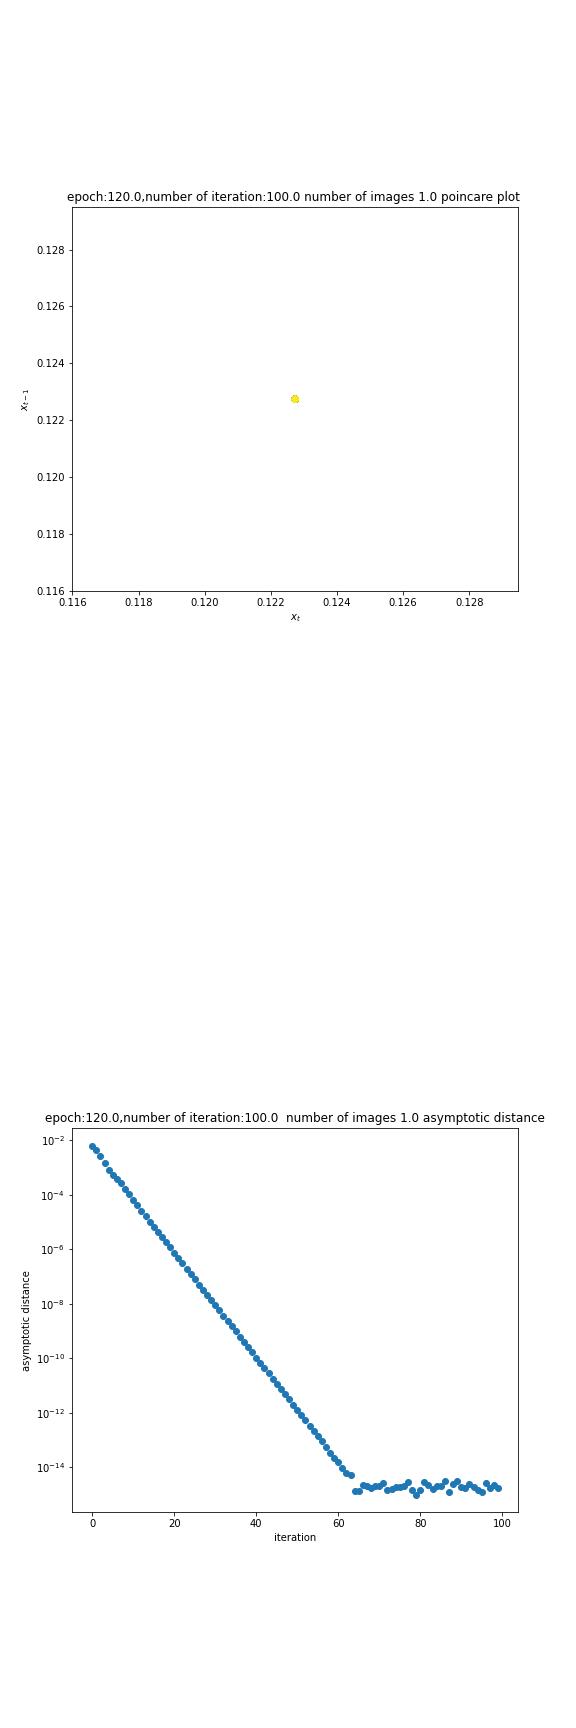 epoch:120.0,number of iteration:100.0 number of images 1.0 poincare plot
0.128
0.126
0.124
0.122
0.120
0.118
0.116
x_{t-1}
0.116 0.118 0.120 0.122 0.124 0.126 0.128
x_t
epoch:120.0,number of iteration:100.0  number of images 1.0 asymptotic distance
10^{-2}
10^{-4}
10^{-6}
10^{-8}
10^{-10}
10^{-12}
10^{-14}
asymptotic distance
0 20 40 60 80 100
iteration